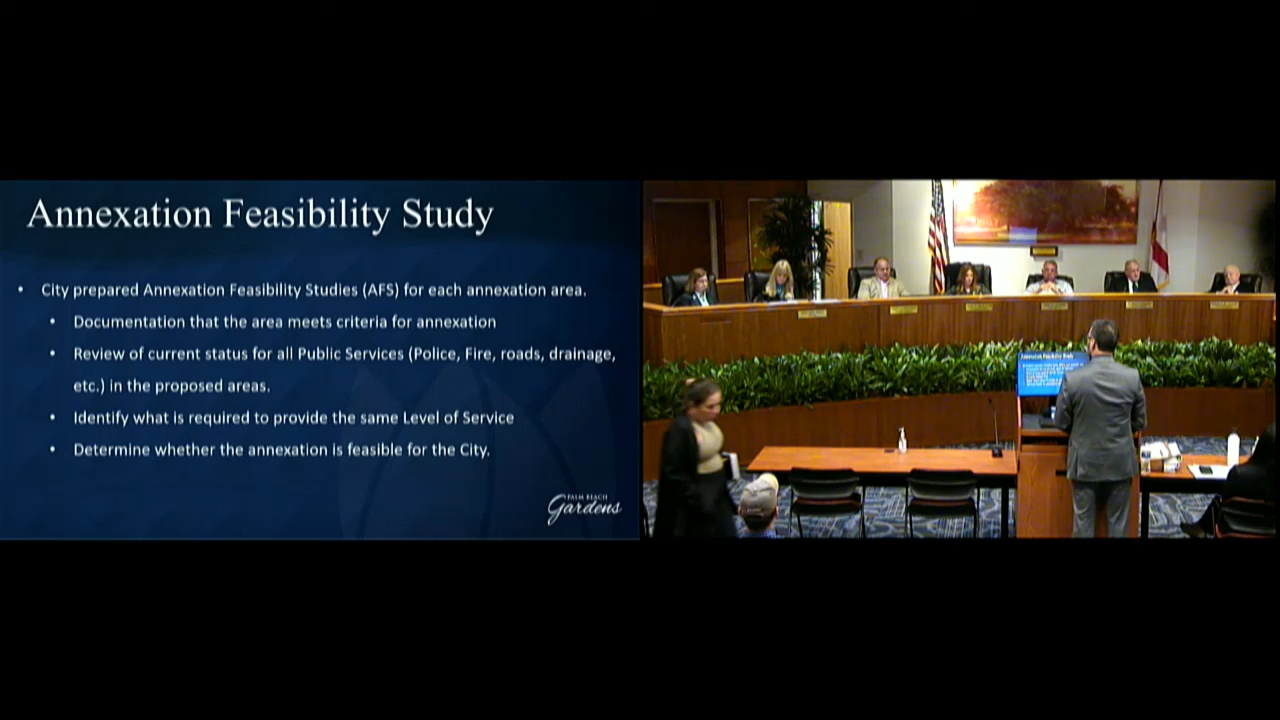 Annexation Feasibility Study
• City prepared Annexation Feasibility Studies (AFS) for each annexation area.
• Documentation that the area meets criteria for annexation
• Review of current status for all Public Services (Police, Fire, roads, drainage,
etc.) in the proposed areas.
• Identify what is required to provide the same Level of Service
• Determine whether the annexation is feasible for the City.
PALM BEACH
Gardens
Annexation Feasibility Study